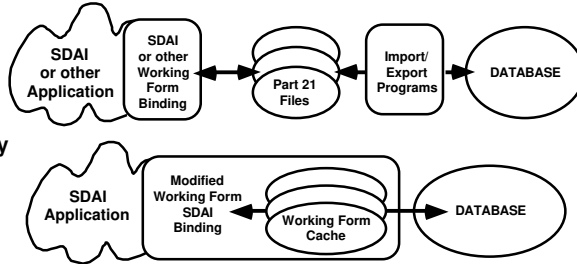 SDAI
or other
Application
SDAI
or other
Working
Form
Binding
Part 21
Files
Import/
Export
Programs
DATABASE
y
SDAI
Application
Modified
Working Form
SDAI
Binding
Working Form
Cache
DATABASE